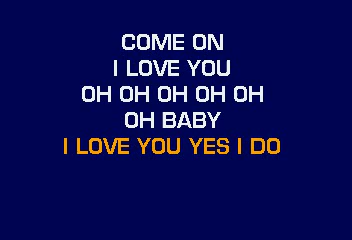 COME ON
I LOVE YOU
OH OH OH OH OH
OH BABY
I LOVE YOU YES I DO